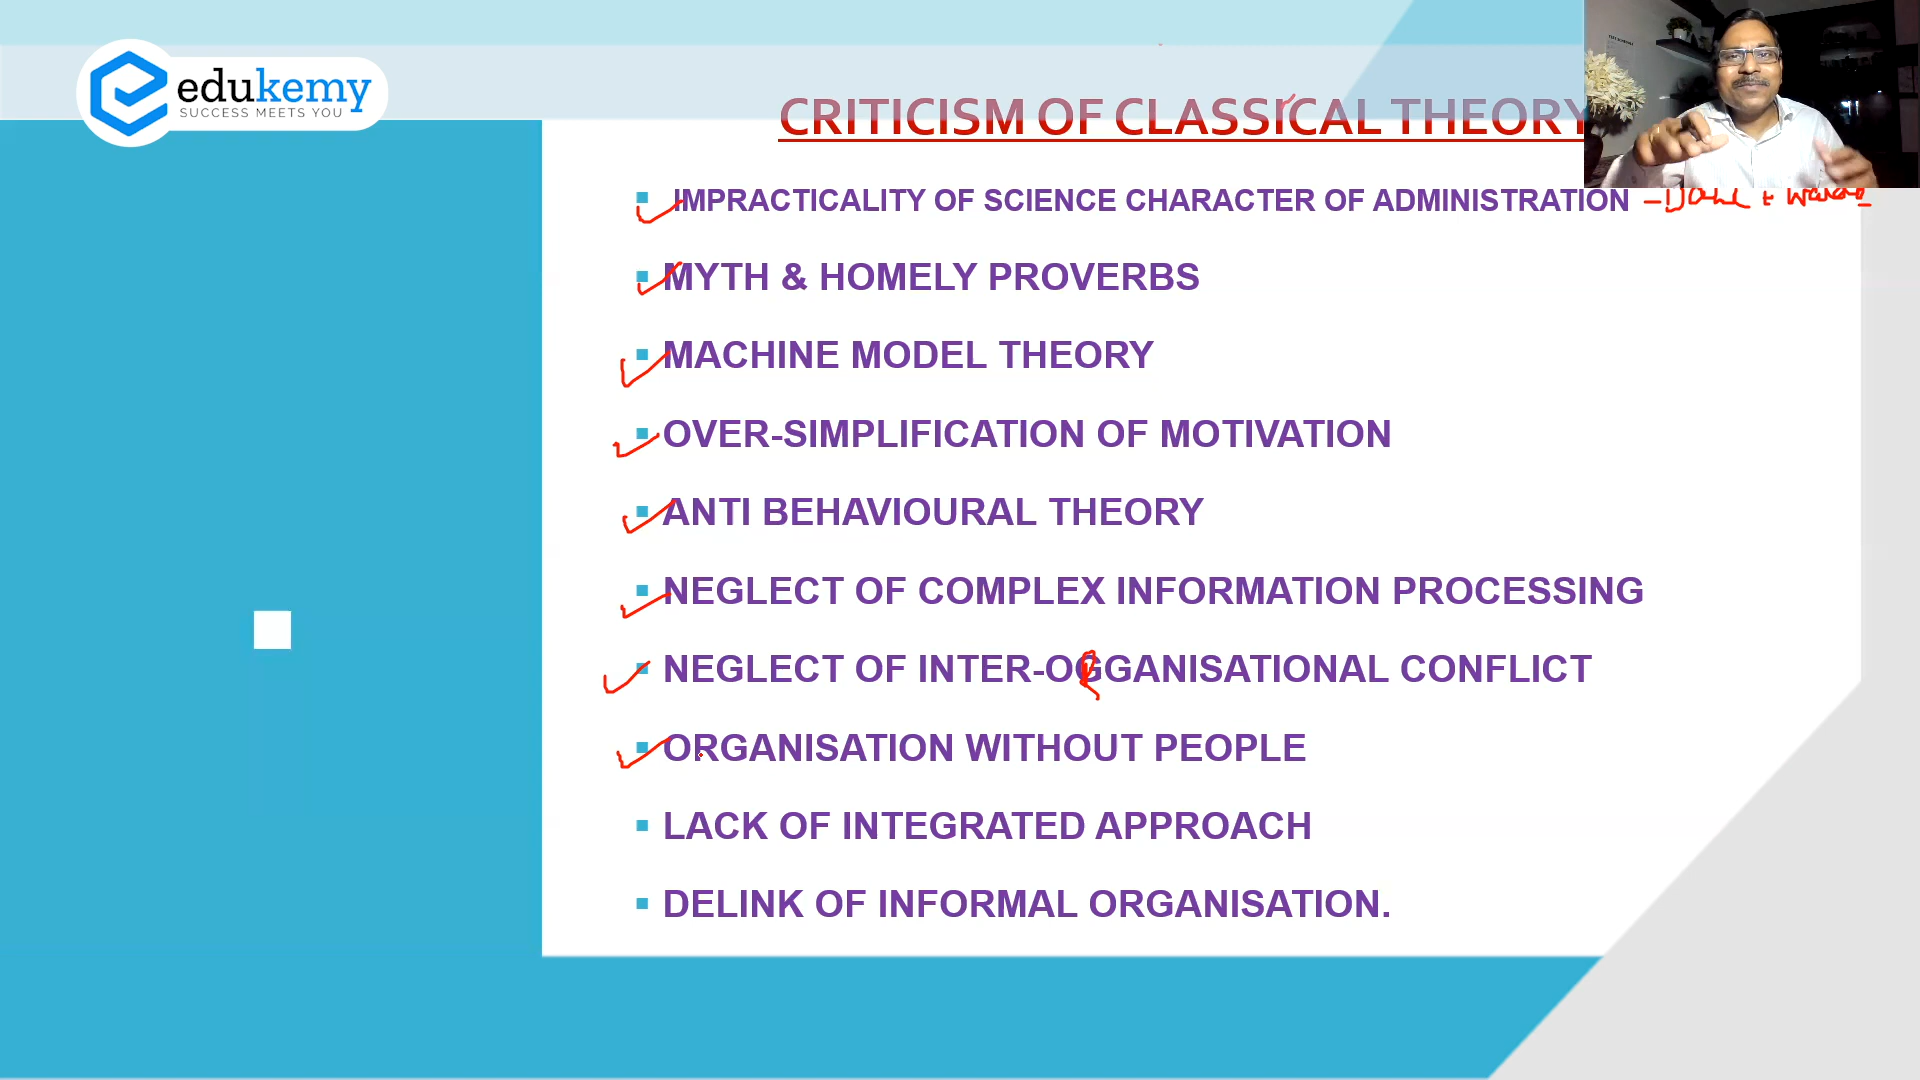 edukemy
SUCCESS MEETS YOU
CRITICISM OF CLASSICAL THEORY
IMPRACTICALITY OF SCIENCE CHARACTER OF ADMINISTRATION - Dahl +
MYTH & HOMELY PROVERBS
MACHINE MODEL THEORY
OVER-SIMPLIFICATION OF MOTIVATION
ANTI BEHAVIOURAL THEORY
NEGLECT OF COMPLEX INFORMATION PROCESSING
NEGLECT OF INTER-OGGANISATIONAL CONFLICT
ORGANISATION WITHOUT PEOPLE
LACK OF INTEGRATED APPROACH
DELINK OF INFORMAL ORGANISATION.